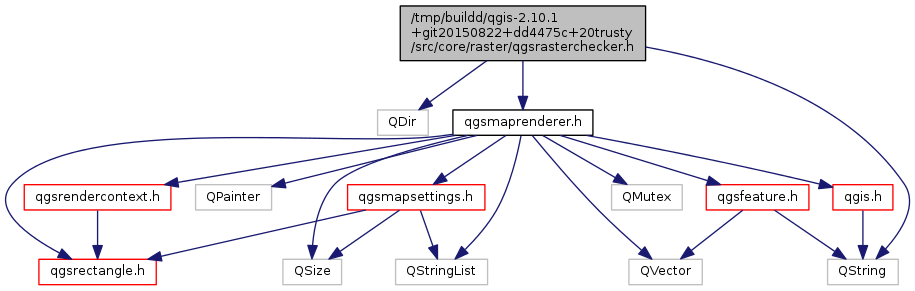 /tmp/buildd/qgis-2.10.1
+git20150822+dd4475c+20trusty
/src/core/raster/qgsrasterchecker.h
QDir
qgsmaprenderer.h
qgsrendercontext.h
QPainter
qgsmapsettings.h
QMutex
qgsfeature.h
qgis.h
qgsrectangle.h
QSize
QStringList
QVector
QString